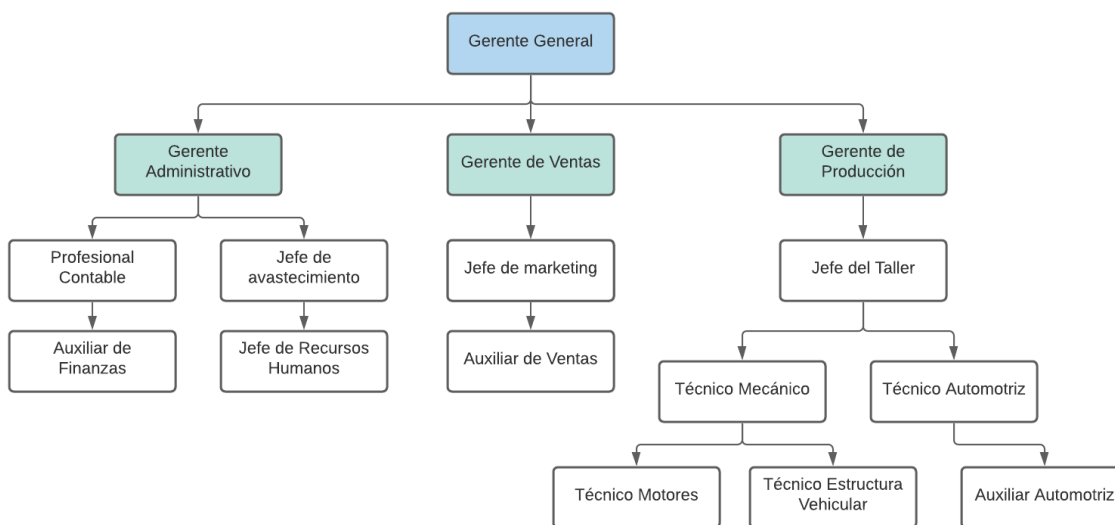 Gerente General
Gerente
Administrativo
Gerente de Ventas
Gerente de
Producción
Profesional
Contable
Jefe de
avastecimiento
Jefe de marketing
Jefe del Taller
Auxiliar de
Finanzas
Jefe de Recursos
Humanos
Auxiliar de Ventas
Técnico Mecánico
Técnico Automotriz
Técnico Motores
Técnico Estructura
Vehicular
Auxiliar Automotriz